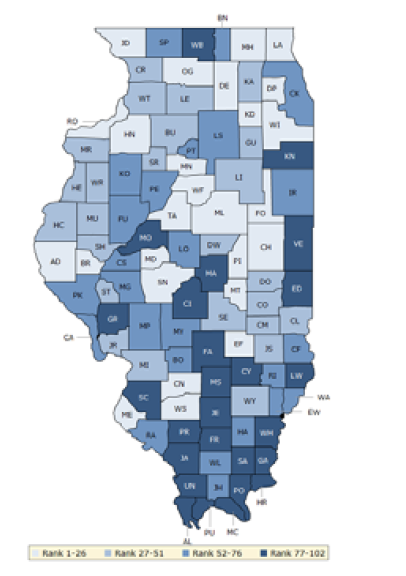 BN
JD SP WB MH LA
CR OG DE KA DP CK
WT LE
KD WI
RO HN BU LS GU KN
MR SR PT MN
HE WR KO PE LI IR
WF
HC MU FU TA ML FO
MO CH VE
SH LO DW
AD BR CS MD PI
MA
PK ST MG SN MT DO ED
CI CO
GR SE CM CL
CA JR MP MY
FA EF JS CF
MI BO
CY RI LW
CN MS
SC WY WA
WS JE
ME EW
RA PR FR HA WH
JA WL SA GA
UN JH PO
HR
AL PU MC
Rank 1-26 Rank 27-51 Rank 52-76 Rank 77-102